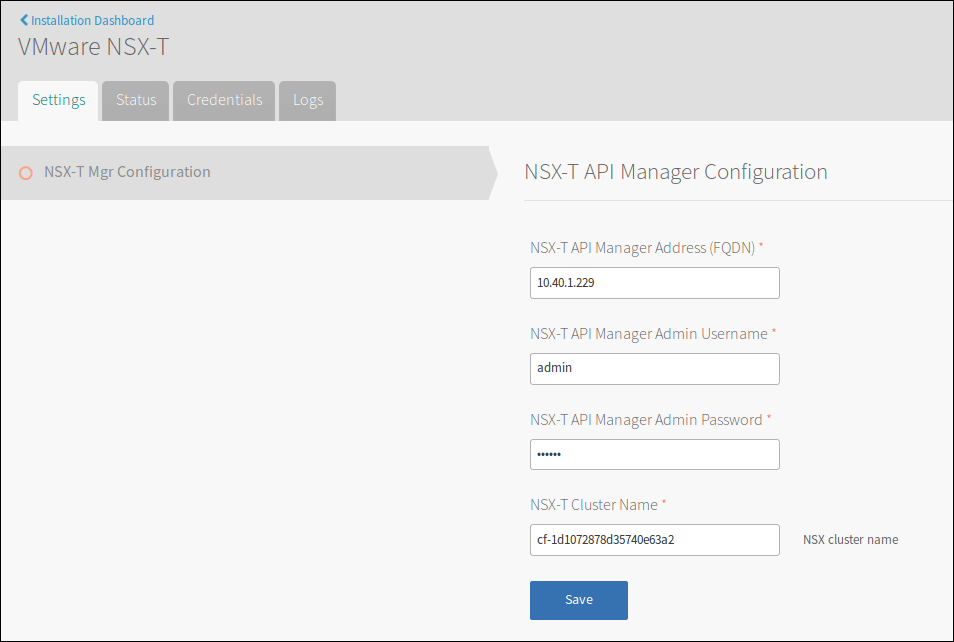 Installation Dashboard
VMware NSX-T
Settings Status Credentials Logs
NSX-T Mgr Configuration
NSX-T API Manager Configuration
NSX-T API Manager Address (FQDN) *
10.40.1.229
NSX-T API Manager Admin Username *
admin
NSX-T API Manager Admin Password *
••••••
NSX-T Cluster Name *
cf-1d1072878d35740e63a2 NSX cluster name
Save